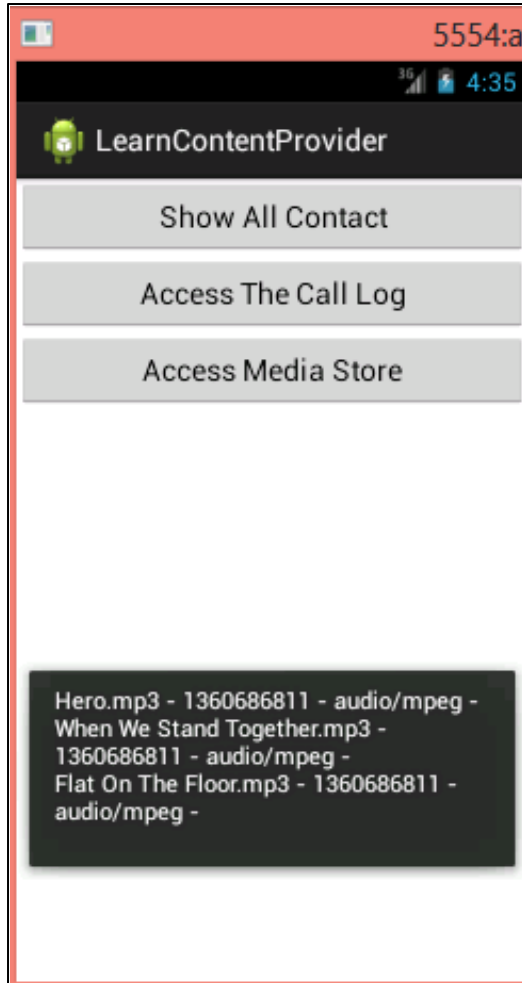 5554:a
3G 4:35
LearnContentProvider
Show All Contact
Access The Call Log
Access Media Store
Hero.mp3 - 1360686811 - audio/mpeg -
When We Stand Together.mp3 -
1360686811 - audio/mpeg -
Flat On The Floor.mp3 - 1360686811 -
audio/mpeg -